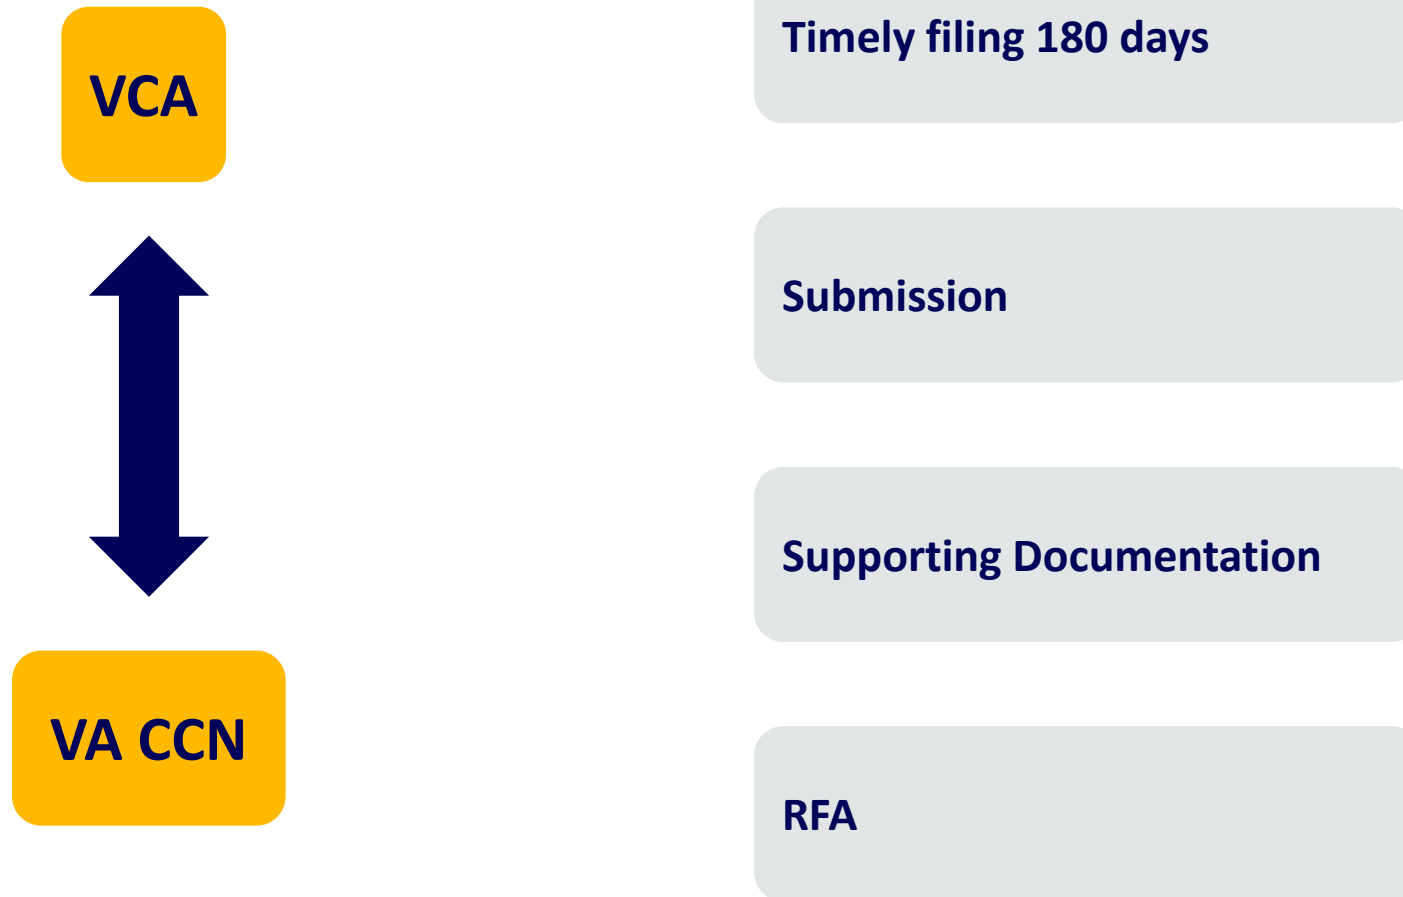 VCA
VA CCN
Timely filing 180 days
Submission
Supporting Documentation
RFA